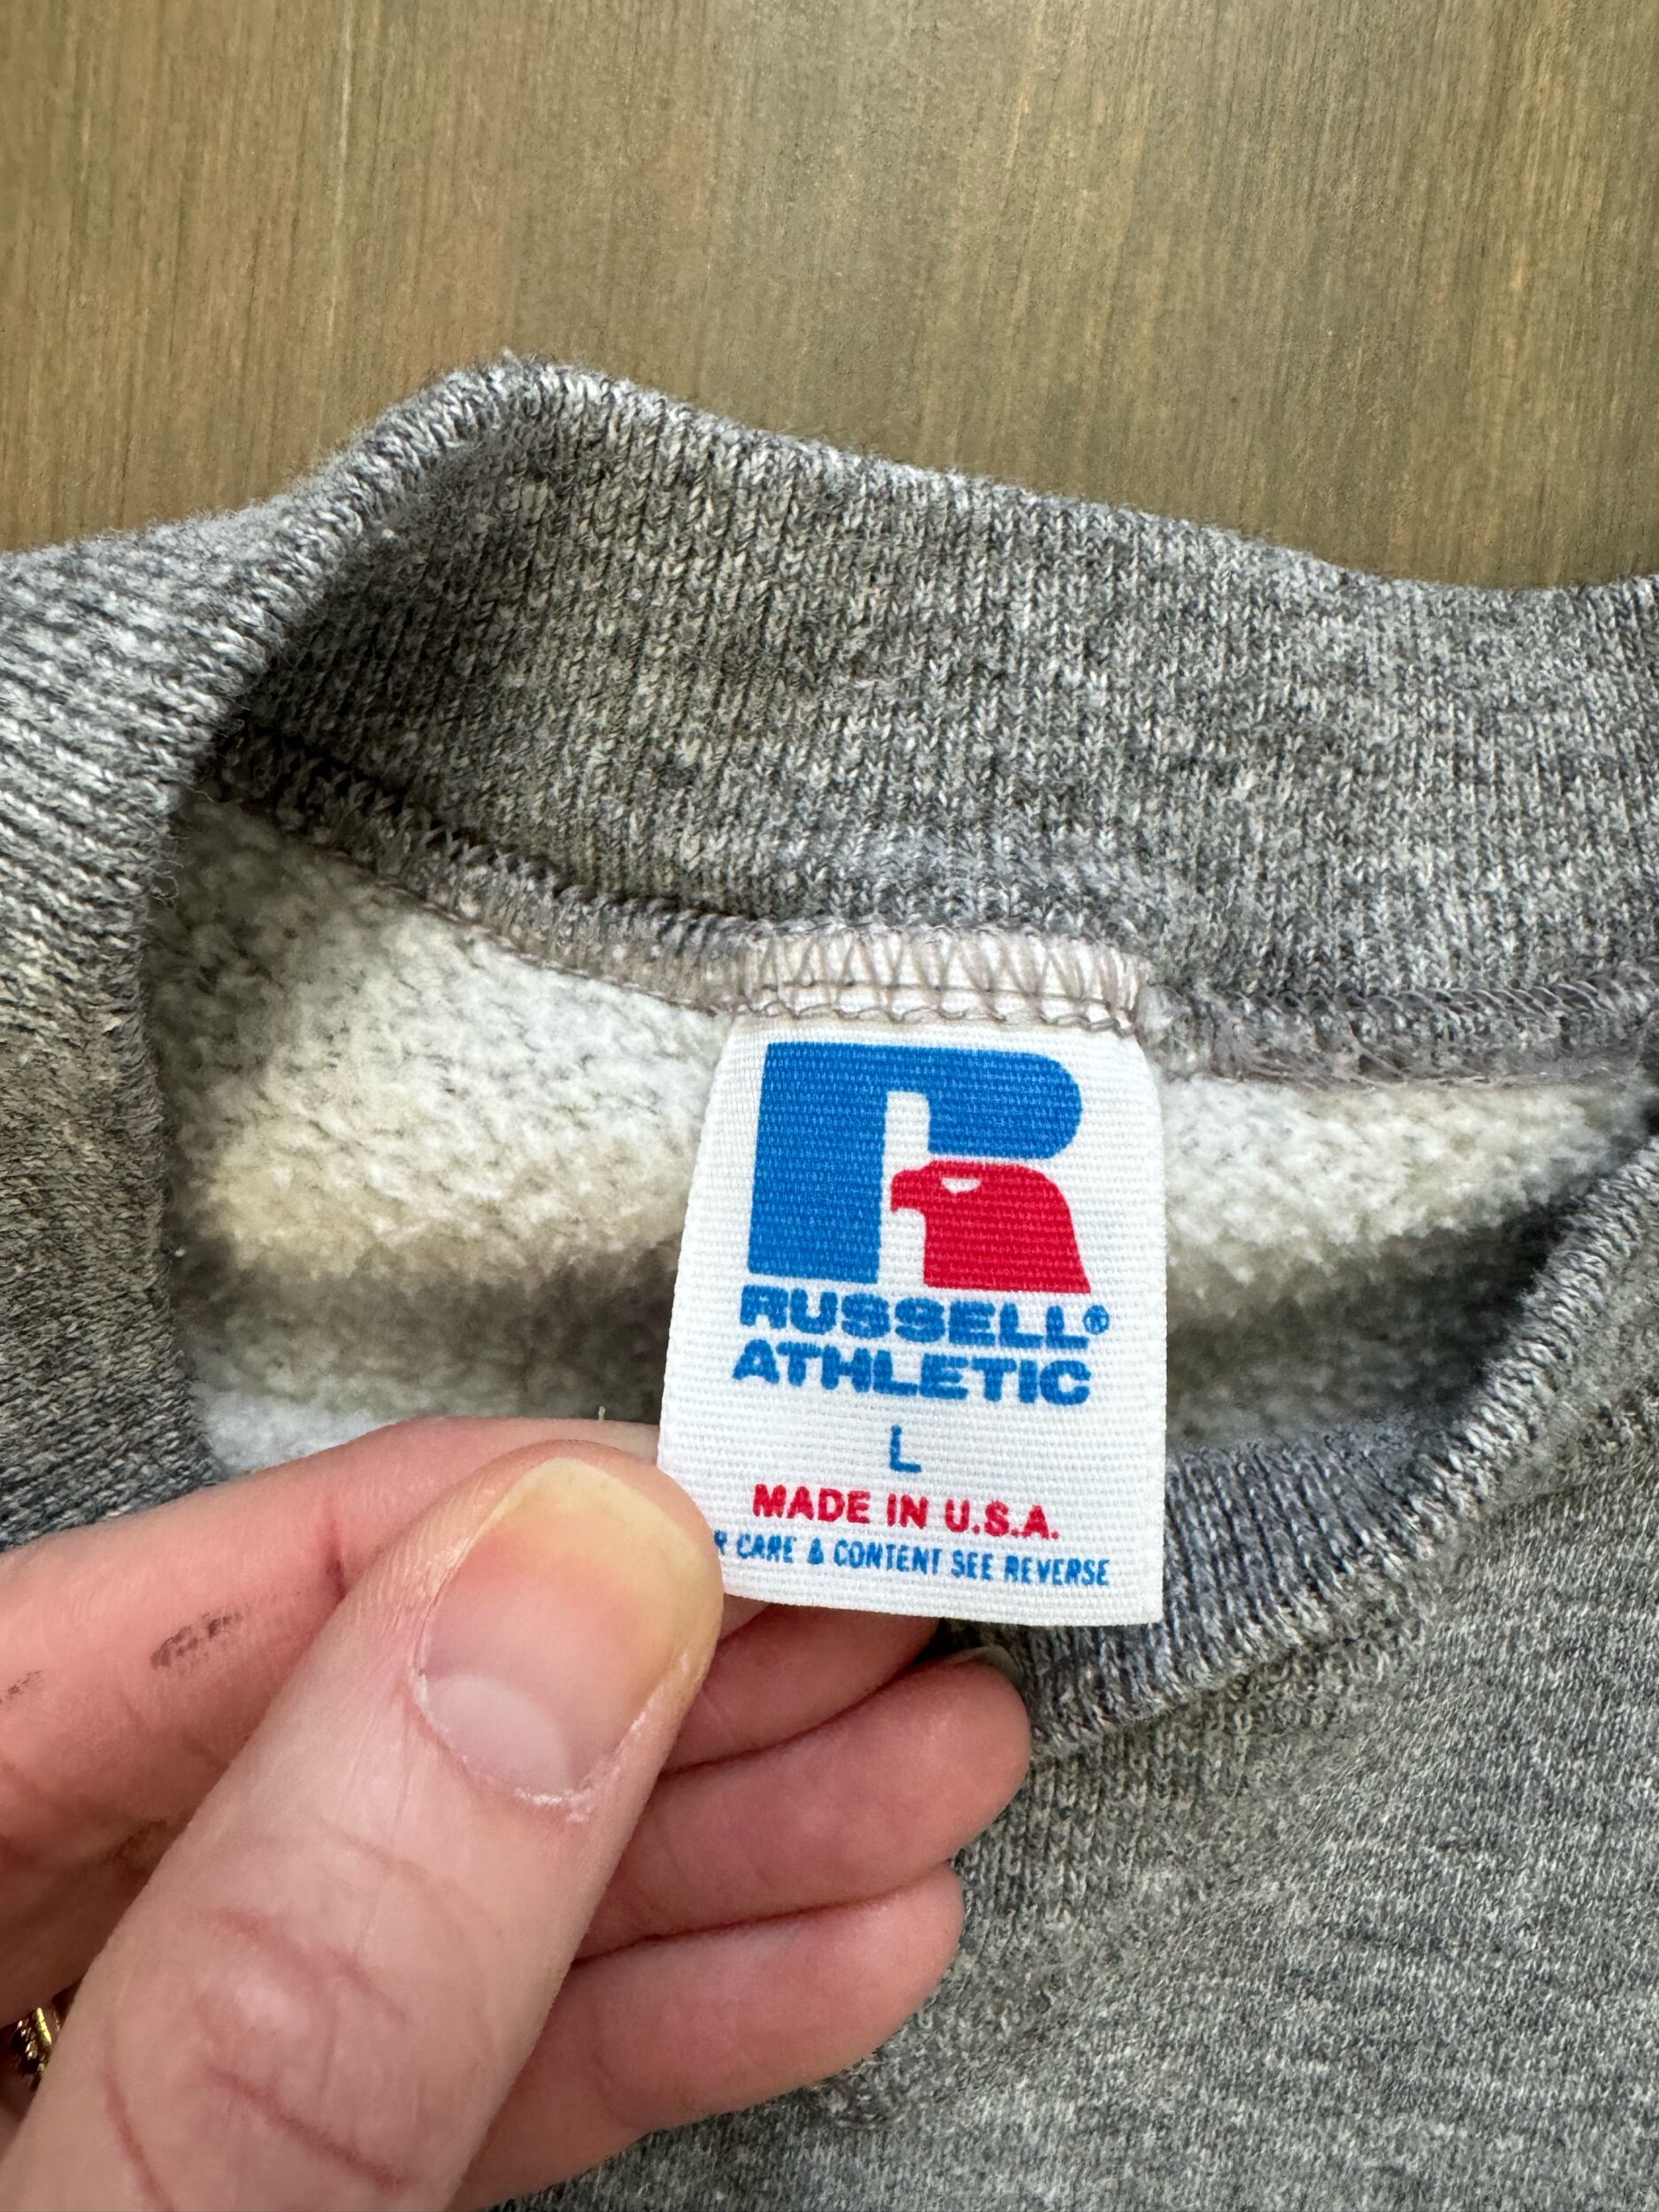 RUSSELL®
ATHLETIC
L
MADE IN U.S.A.
CARE & CONTENT SEE REVERSE